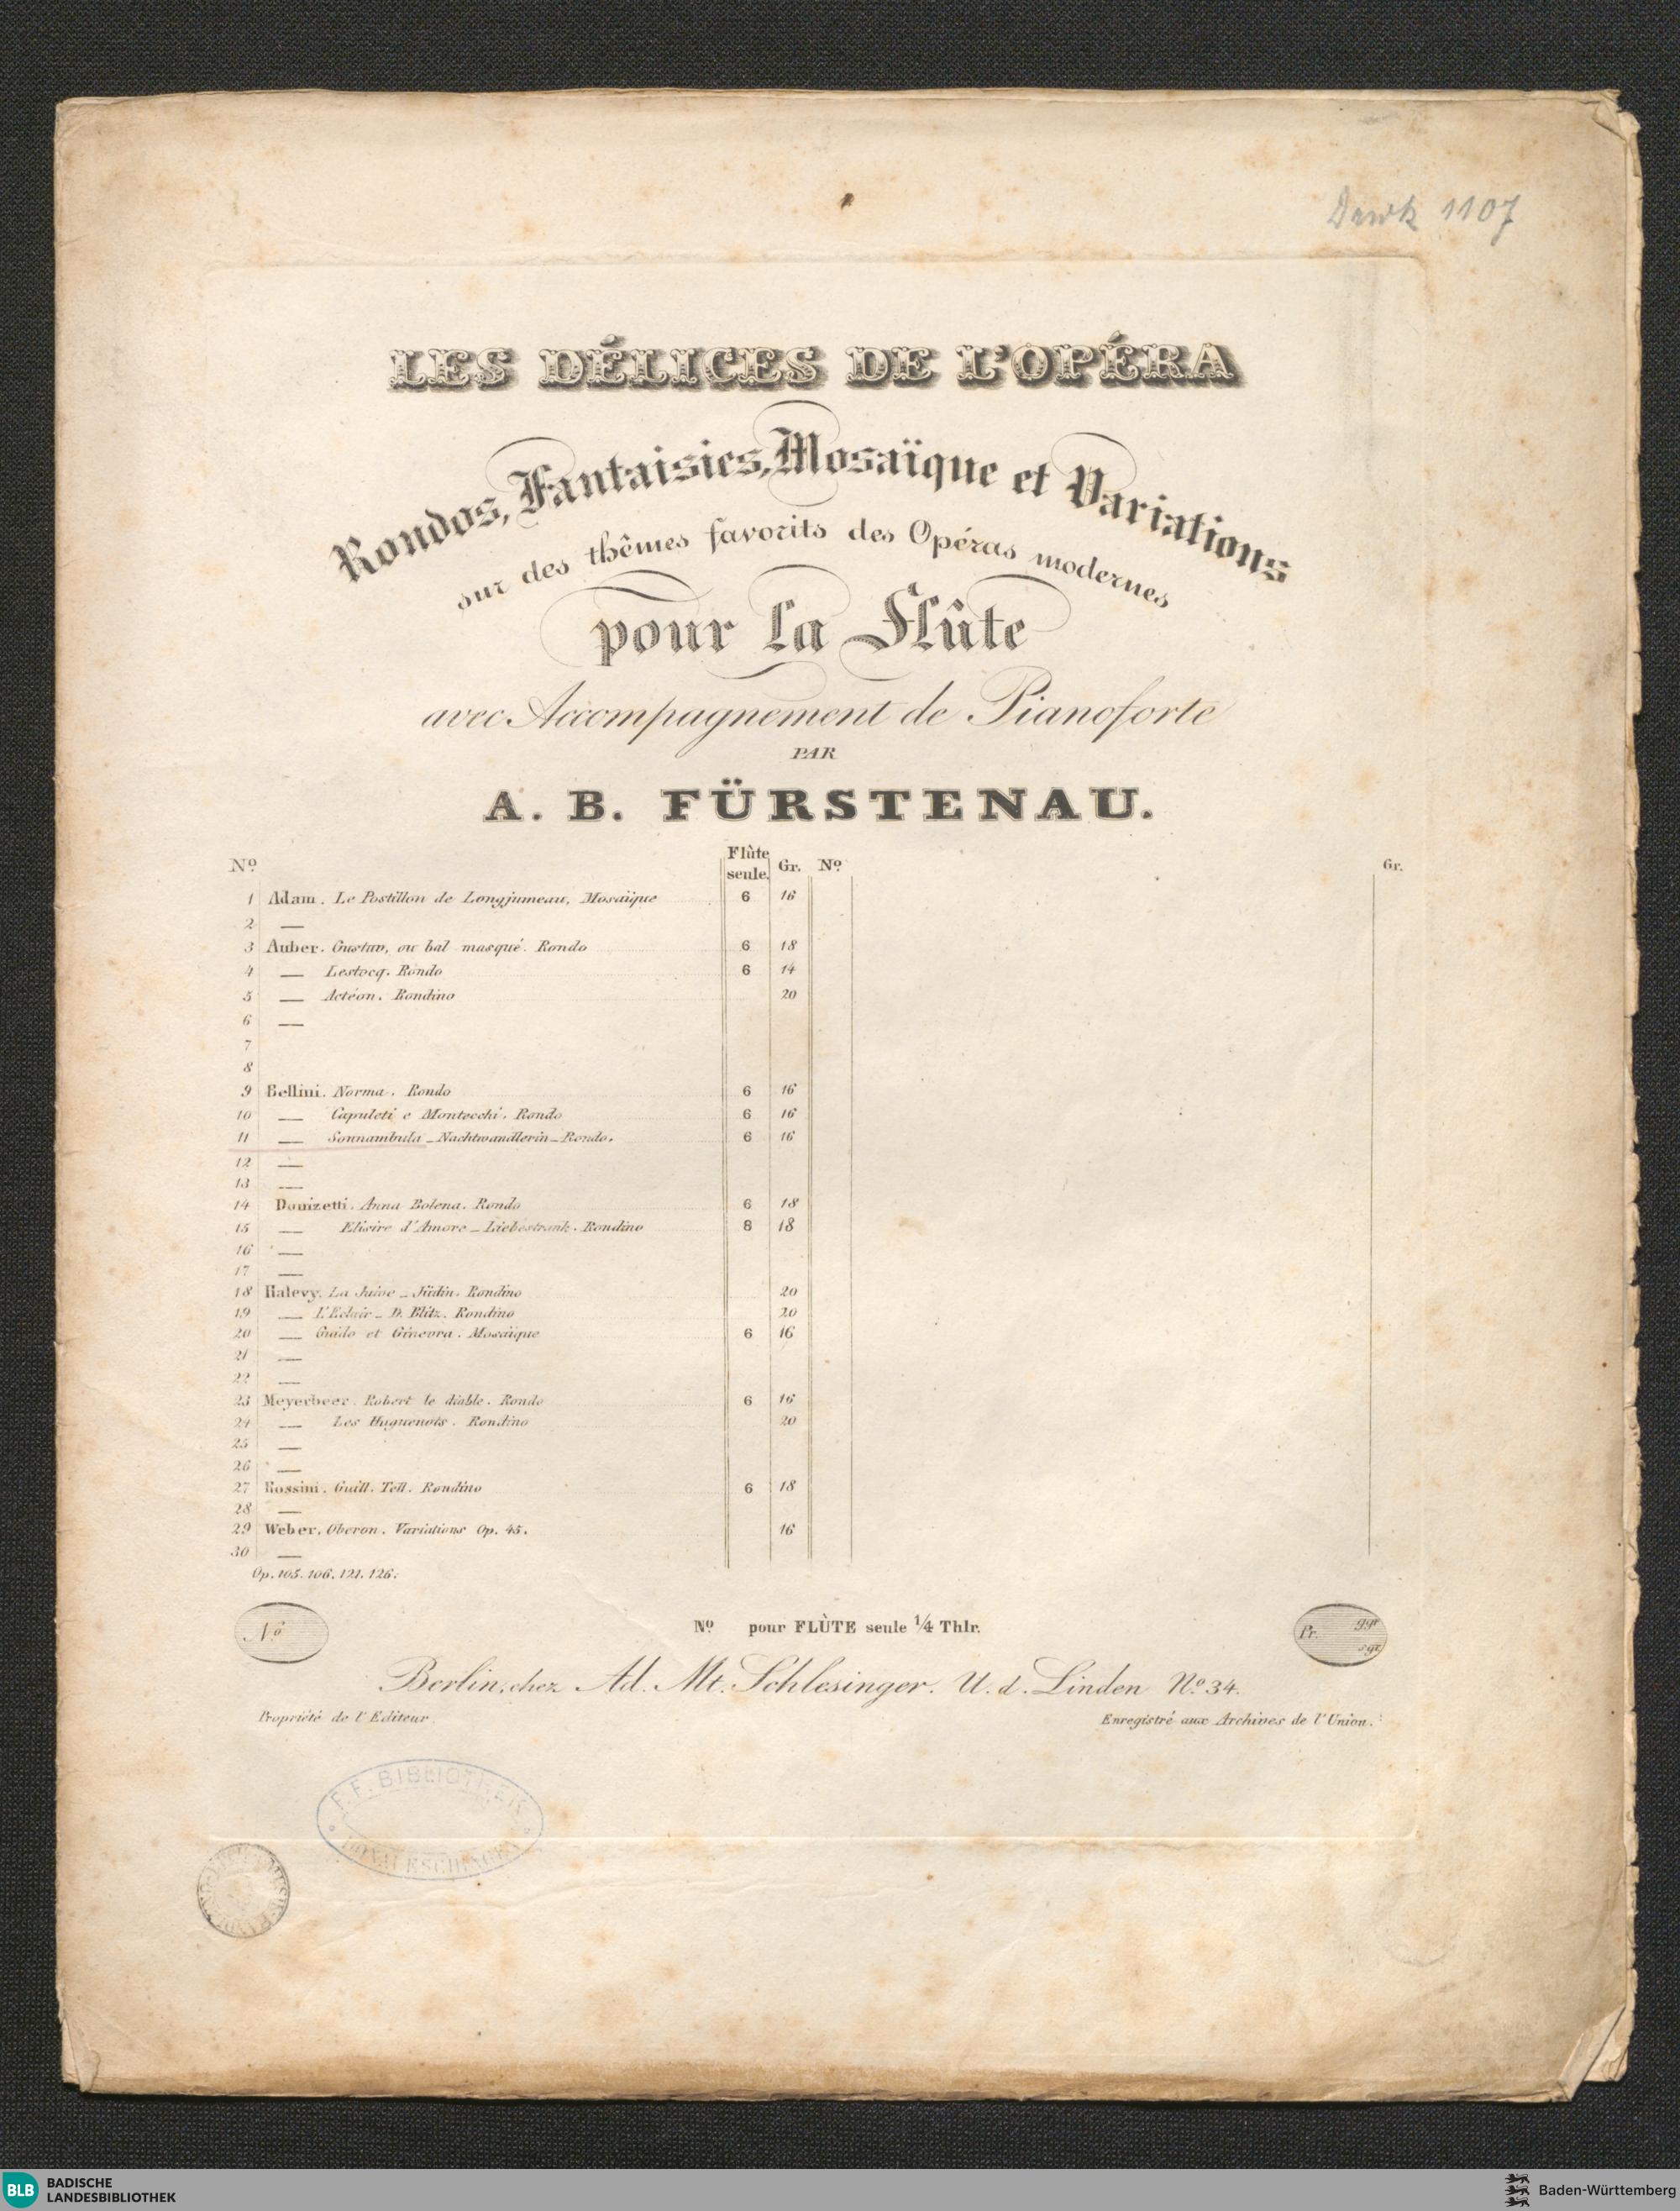 Druck 1107
LES DÉLICES DE L'OPÉRA
Rondos, Fantaisies, Mosaïque et Variations
sur des thêmes favorits des Opéras modernes
pour la Flûte
avec Accompagnement de Pianoforte
PAR
A. B. FÜRSTENAU.
Nº Flûte seule. Gr. Nº Gr.
1 Adam. Le Postillon de Longjumeau, Mosaïque 6 16
2 —
3 Auber. Gustav, ou bal masqué. Rondo 6 18
4 — Lestocq. Rondo 6 14
5 — Actéon. Rondino 20
6 —
7
8
9 Bellini. Norma. Rondo 6 16
10 — Capuleti e Montecchi. Rondo 6 16
11 — Sonnambula _ Nachtwandlerin _ Rondo. 6 16
12 —
13 —
14 Donizetti. Anna Bolena. Rondo 6 18
15 — Elisire d'Amore _ Liebestrank. Rondino 8 18
16 —
17 —
18 Halevy. La Juive _ Jüdin. Rondino 20
19 — L'Eclair _ D. Blitz. Rondino 20
20 — Guido et Ginevra. Mosaïque 6 16
21 —
22 —
23 Meyerbeer. Robert le diable. Rondo 6 16
24 — Les Huguenots. Rondino 20
25 —
26 —
27 Rossini. Guill. Tell. Rondino 6 18
28 —
29 Weber. Oberon. Variations Op. 45. 16
30 —
Op. 105. 106. 121. 126.
Nº
Nº pour FLÛTE seule 1/4 Thlr.
Pr. ggr
sgr
Berlin, chez Ad. Mt. Schlesinger. U. d. Linden Nº 34.
Propriété de l'Editeur.
Enregistré aux Archives de l'Union.
F. F. BIBLIOTHEK
DONAUESCHINGEN
BLB BADISCHE
LANDESBIBLIOTHEK
Baden-Württemberg